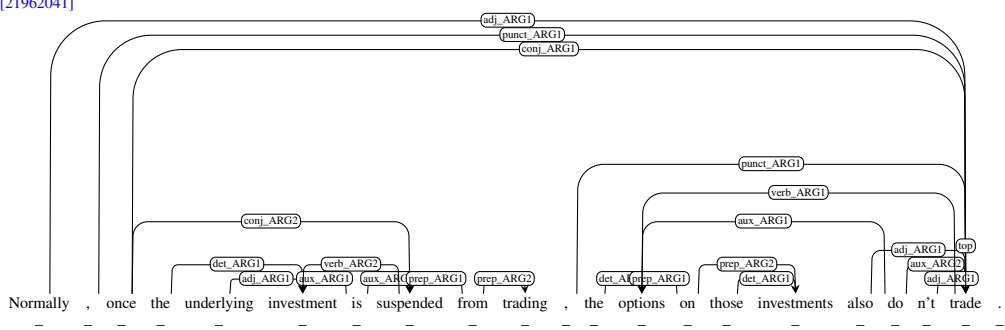 [21962041]
adj_ARG1
punct_ARG1
conj_ARG1
punct_ARG1
verb_ARG1
conj_ARG2 aux_ARG1
adj_ARG1 top
det_ARG1 verb_ARG2 prep_ARG2 aux_ARG2
adj_ARG1 aux_ARG1 prep_ARG1 prep_ARG2 prep_ARG1 det_ARG1 adj_ARG1
Normally , once the underlying investment is suspended from trading , the options on those investments also do n't trade .
_ _ _ _ _ _ _ _ _ _ _ _ _ _ _ _ _ _ _ _ _